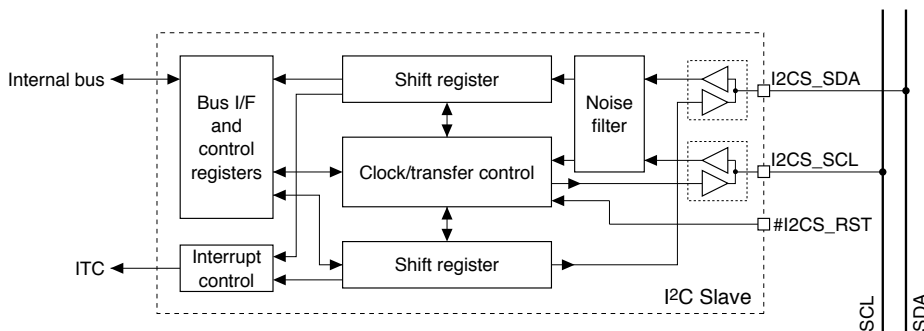 Internal bus
Bus I/F
and
control
registers
Shift register
Noise
filter
I2CS_SDA
Clock/transfer control
I2CS_SCL
#I2CS_RST
ITC
Interrupt
control
Shift register
I²C Slave
SCL
SDA